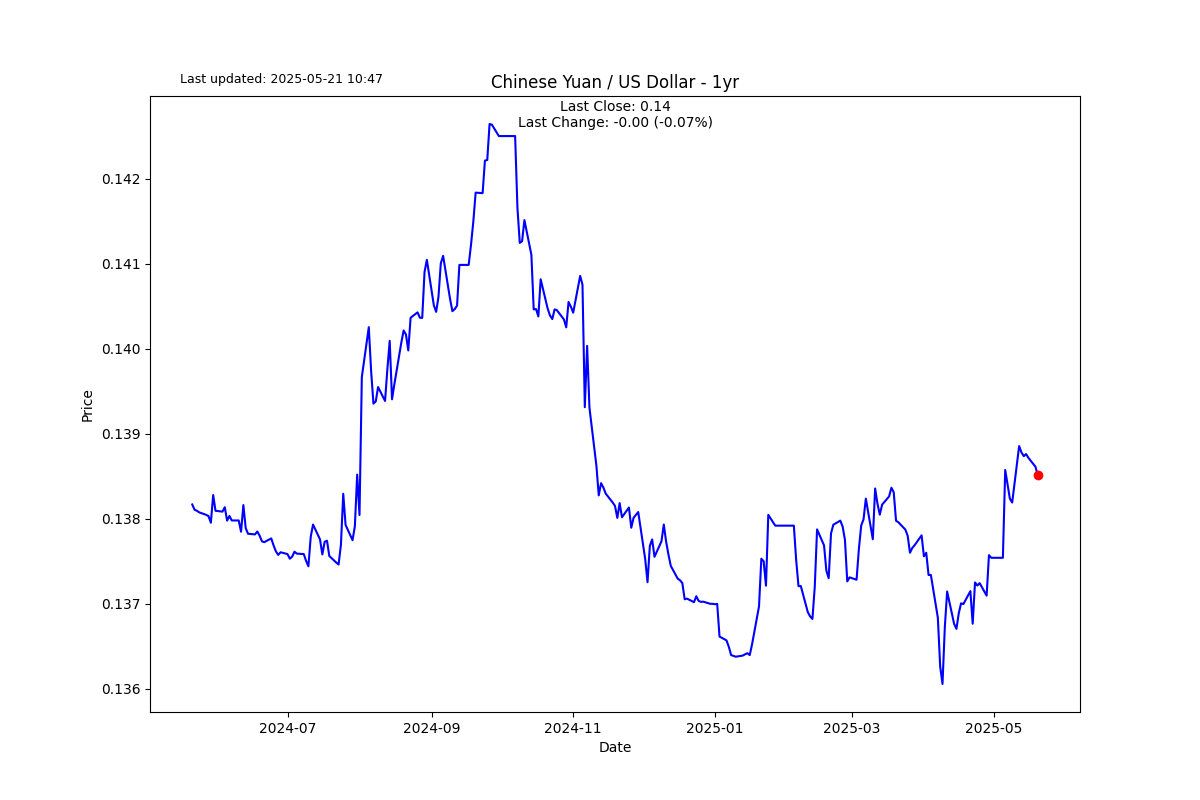 Last updated: 2025-05-21 10:47
Chinese Yuan / US Dollar - 1yr
Last Close: 0.14
Last Change: -0.00 (-0.07%)
0.142
0.141
0.140
0.139
0.138
0.137
0.136
Price
2024-07
2024-09
2024-11
2025-01
2025-03
2025-05
Date